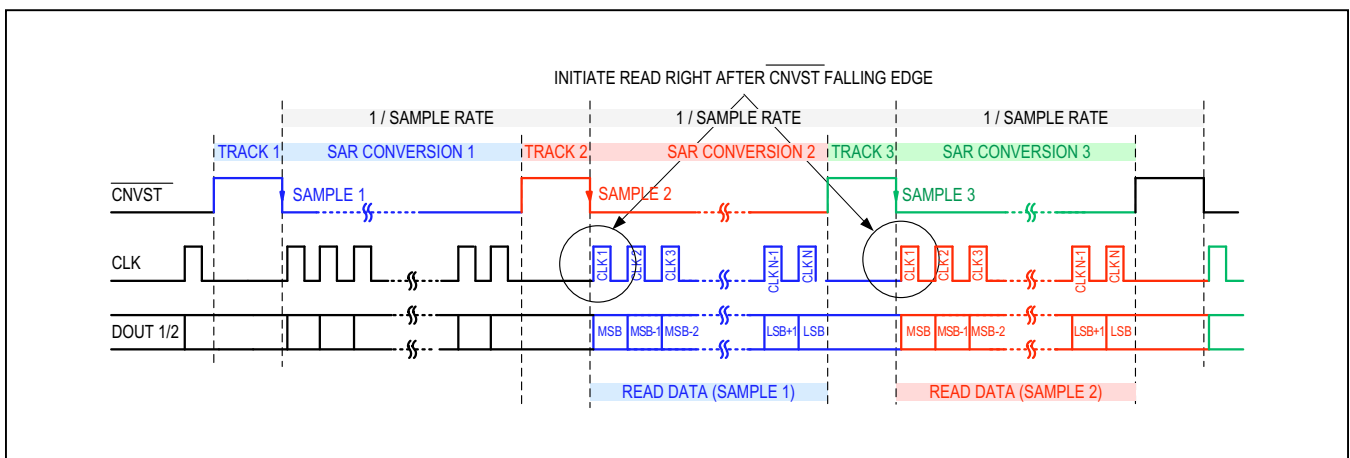 INITIATE READ RIGHT AFTER CNVST FALLING EDGE
1 / SAMPLE RATE 1 / SAMPLE RATE 1 / SAMPLE RATE
TRACK 1 SAR CONVERSION 1 TRACK 2 SAR CONVERSION 2 TRACK 3 SAR CONVERSION 3
CNVST SAMPLE 1 SAMPLE 2 SAMPLE 3
CLK CLK 1 CLK 2 CLK 3 CLK N-1 CLK N CLK 1 CLK 2 CLK 3 CLK N-1 CLK N
DOUT 1/2 MSB MSB-1 MSB-2 LSB+1 LSB MSB MSB-1 MSB-2 LSB+1 LSB
READ DATA (SAMPLE 1) READ DATA (SAMPLE 2)